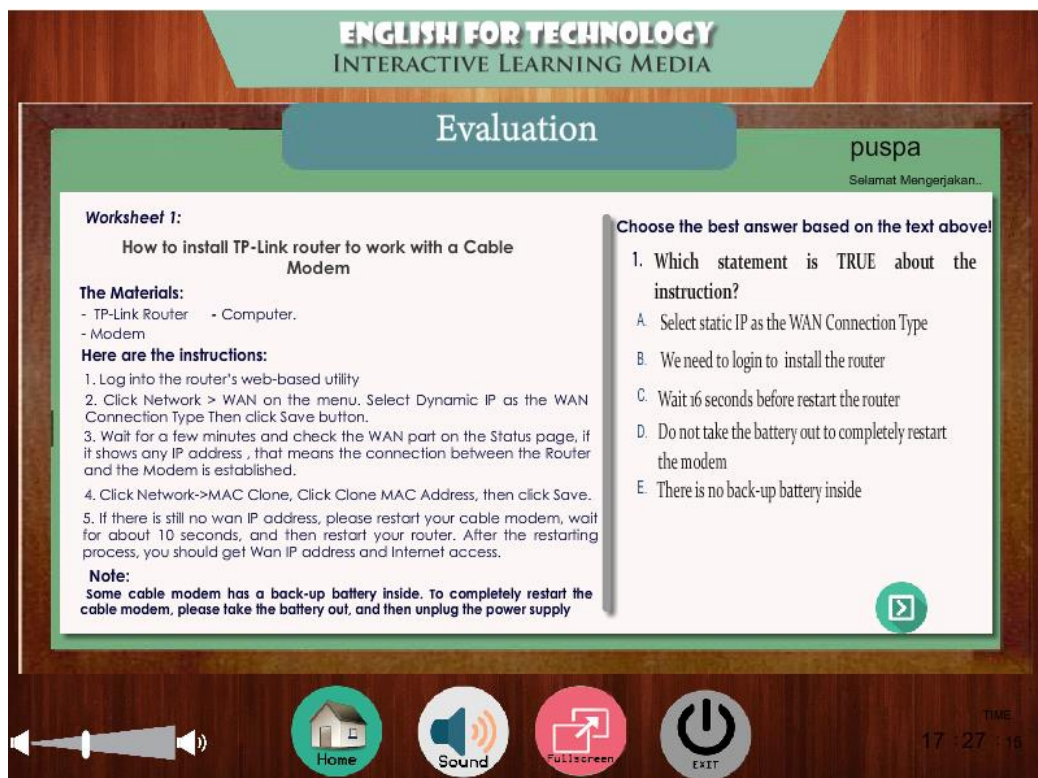 ENGLISH FOR TECHNOLOGY
INTERACTIVE LEARNING MEDIA
Evaluation
puspa
Selamat Mengerjakan..
Worksheet 1:
How to install TP-Link router to work with a Cable
Modem
The Materials:
- TP-Link Router - Computer.
- Modem
Here are the instructions:
1. Log into the router's web-based utility
2. Click Network > WAN on the menu. Select Dynamic IP as the WAN
Connection Type Then click Save button.
3. Wait for a few minutes and check the WAN part on the Status page, if
it shows any IP address , that means the connection between the Router
and the Modem is established.
4. Click Network->MAC Clone, Click Clone MAC Address, then click Save.
5. If there is still no wan IP address, please restart your cable modem, wait
for about 10 seconds, and then restart your router. After the restarting
process, you should get Wan IP address and Internet access.
Note:
Some cable modem has a back-up battery inside. To completely restart the
cable modem, please take the battery out, and then unplug the power supply
Choose the best answer based on the text above!
1. Which statement is TRUE about the
instruction?
A. Select static IP as the WAN Connection Type
B. We need to login to install the router
C. Wait 16 seconds before restart the router
D. Do not take the battery out to completely restart
the modem
E. There is no back-up battery inside
Home
Sound
Fullscreen
EXIT
TIME
17 :27 :15